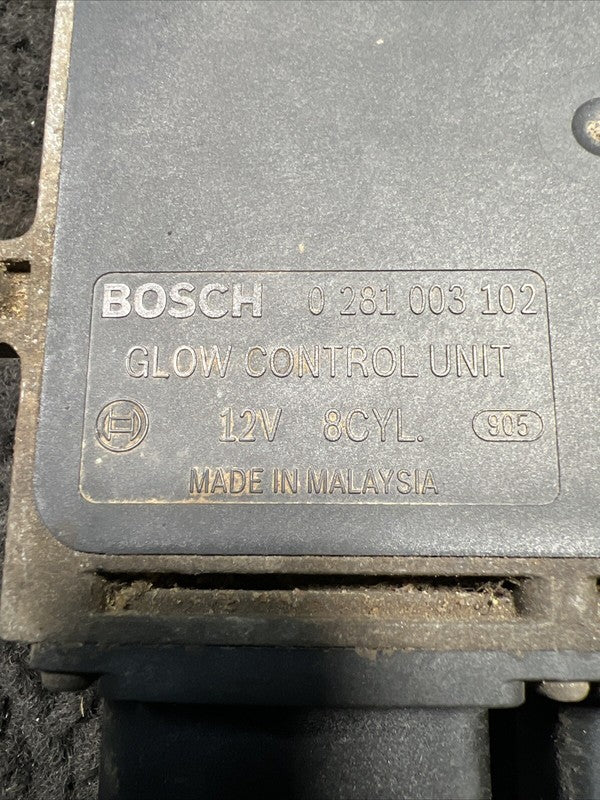 BOSCH 0 281 003 102
GLOW CONTROL UNIT
12V 8CYL. 905
MADE IN MALAYSIA